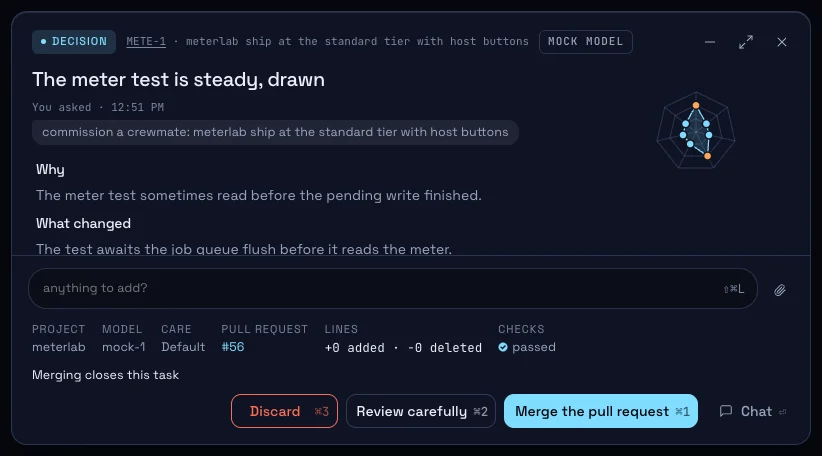 DECISION METE-1 · meterlab ship at the standard tier with host buttons MOCK MODEL
The meter test is steady, drawn
You asked · 12:51 PM
commission a crewmate: meterlab ship at the standard tier with host buttons
Why
The meter test sometimes read before the pending write finished.
What changed
The test awaits the job queue flush before it reads the meter.
anything to add? ⇧⌘L
PROJECT MODEL CARE PULL REQUEST LINES CHECKS
meterlab mock-1 Default #56 +0 added · -0 deleted passed
Merging closes this task
Discard ⌘3 Review carefully ⌘2 Merge the pull request ⌘1 Chat ⏎